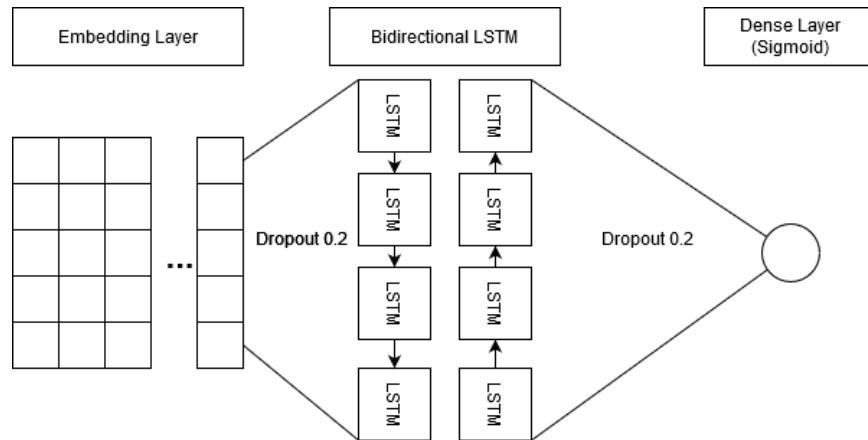 Embedding Layer
Bidirectional LSTM
Dense Layer
(Sigmoid)
LSTM
LSTM
LSTM
LSTM
Dropout 0.2
LSTM
LSTM
LSTM
LSTM
Dropout 0.2
...